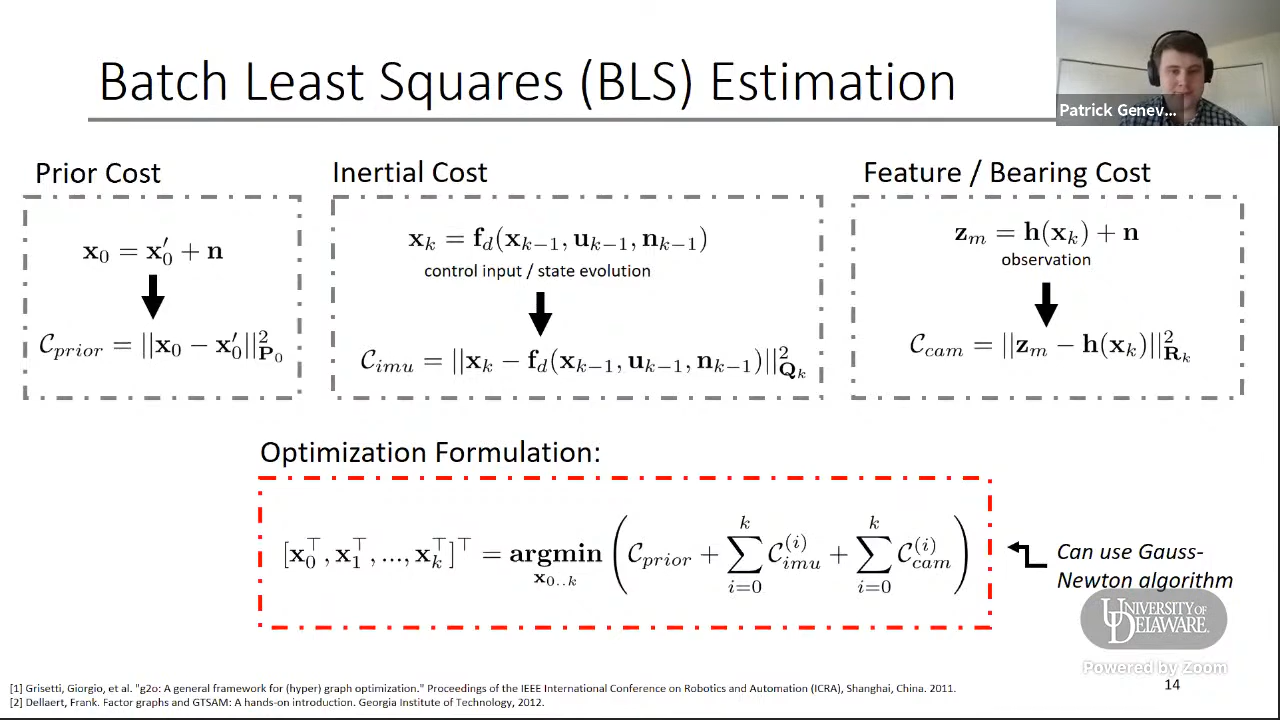 Batch Least Squares (BLS) Estimation
Patrick Genev...
Prior Cost
x₀ = x₀′ + n
𝒞_prior = ||x₀ − x₀′||²_P₀
Inertial Cost
x_k = f_d(x_{k−1}, u_{k−1}, n_{k−1})
control input / state evolution
𝒞_imu = ||x_k − f_d(x_{k−1}, u_{k−1}, n_{k−1})||²_{Q_k}
Feature / Bearing Cost
z_m = h(x_k) + n
observation
𝒞_cam = ||z_m − h(x_k)||²_{R_k}
Optimization Formulation:
[x₀^⊤, x₁^⊤, ..., x_k^⊤]^⊤ = argmin_{x_{0..k}} ( 𝒞_prior + ∑_{i=0}^{k} 𝒞_imu^{(i)} + ∑_{i=0}^{k} 𝒞_cam^{(i)} )
Can use Gauss-
Newton algorithm
UNIVERSITY OF
DELAWARE.
Powered by Zoom
14
[1] Grisetti, Giorgio, et al. "g2o: A general framework for (hyper) graph optimization." Proceedings of the IEEE International Conference on Robotics and Automation (ICRA), Shanghai, China. 2011.
[2] Dellaert, Frank. Factor graphs and GTSAM: A hands-on introduction. Georgia Institute of Technology, 2012.